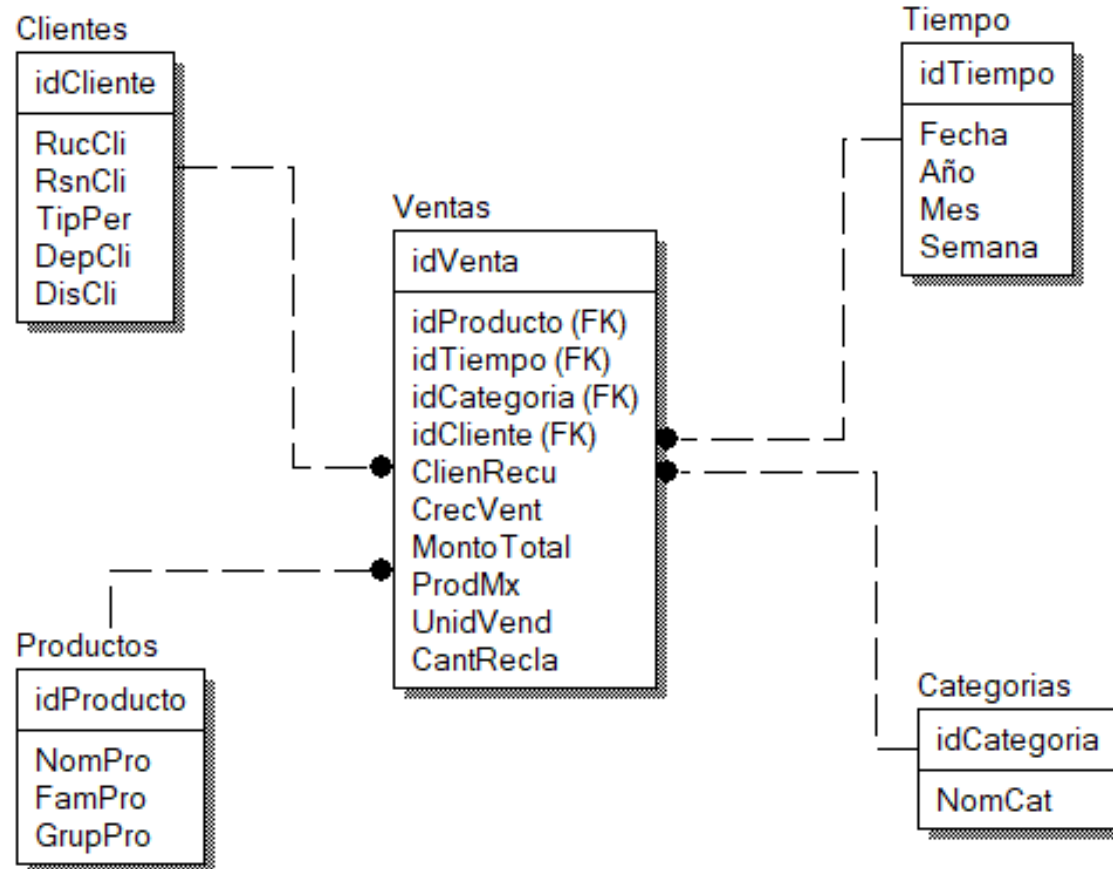 Clientes
idCliente
RucCli
RsnCli
TipPer
DepCli
DisCli
Tiempo
idTiempo
Fecha
Año
Mes
Semana
Ventas
idVenta
idProducto (FK)
idTiempo (FK)
idCategoria (FK)
idCliente (FK)
ClienRecu
CrecVent
MontoTotal
ProdMx
UnidVend
CantRecla
Productos
idProducto
NomPro
FamPro
GrupPro
Categorias
idCategoria
NomCat